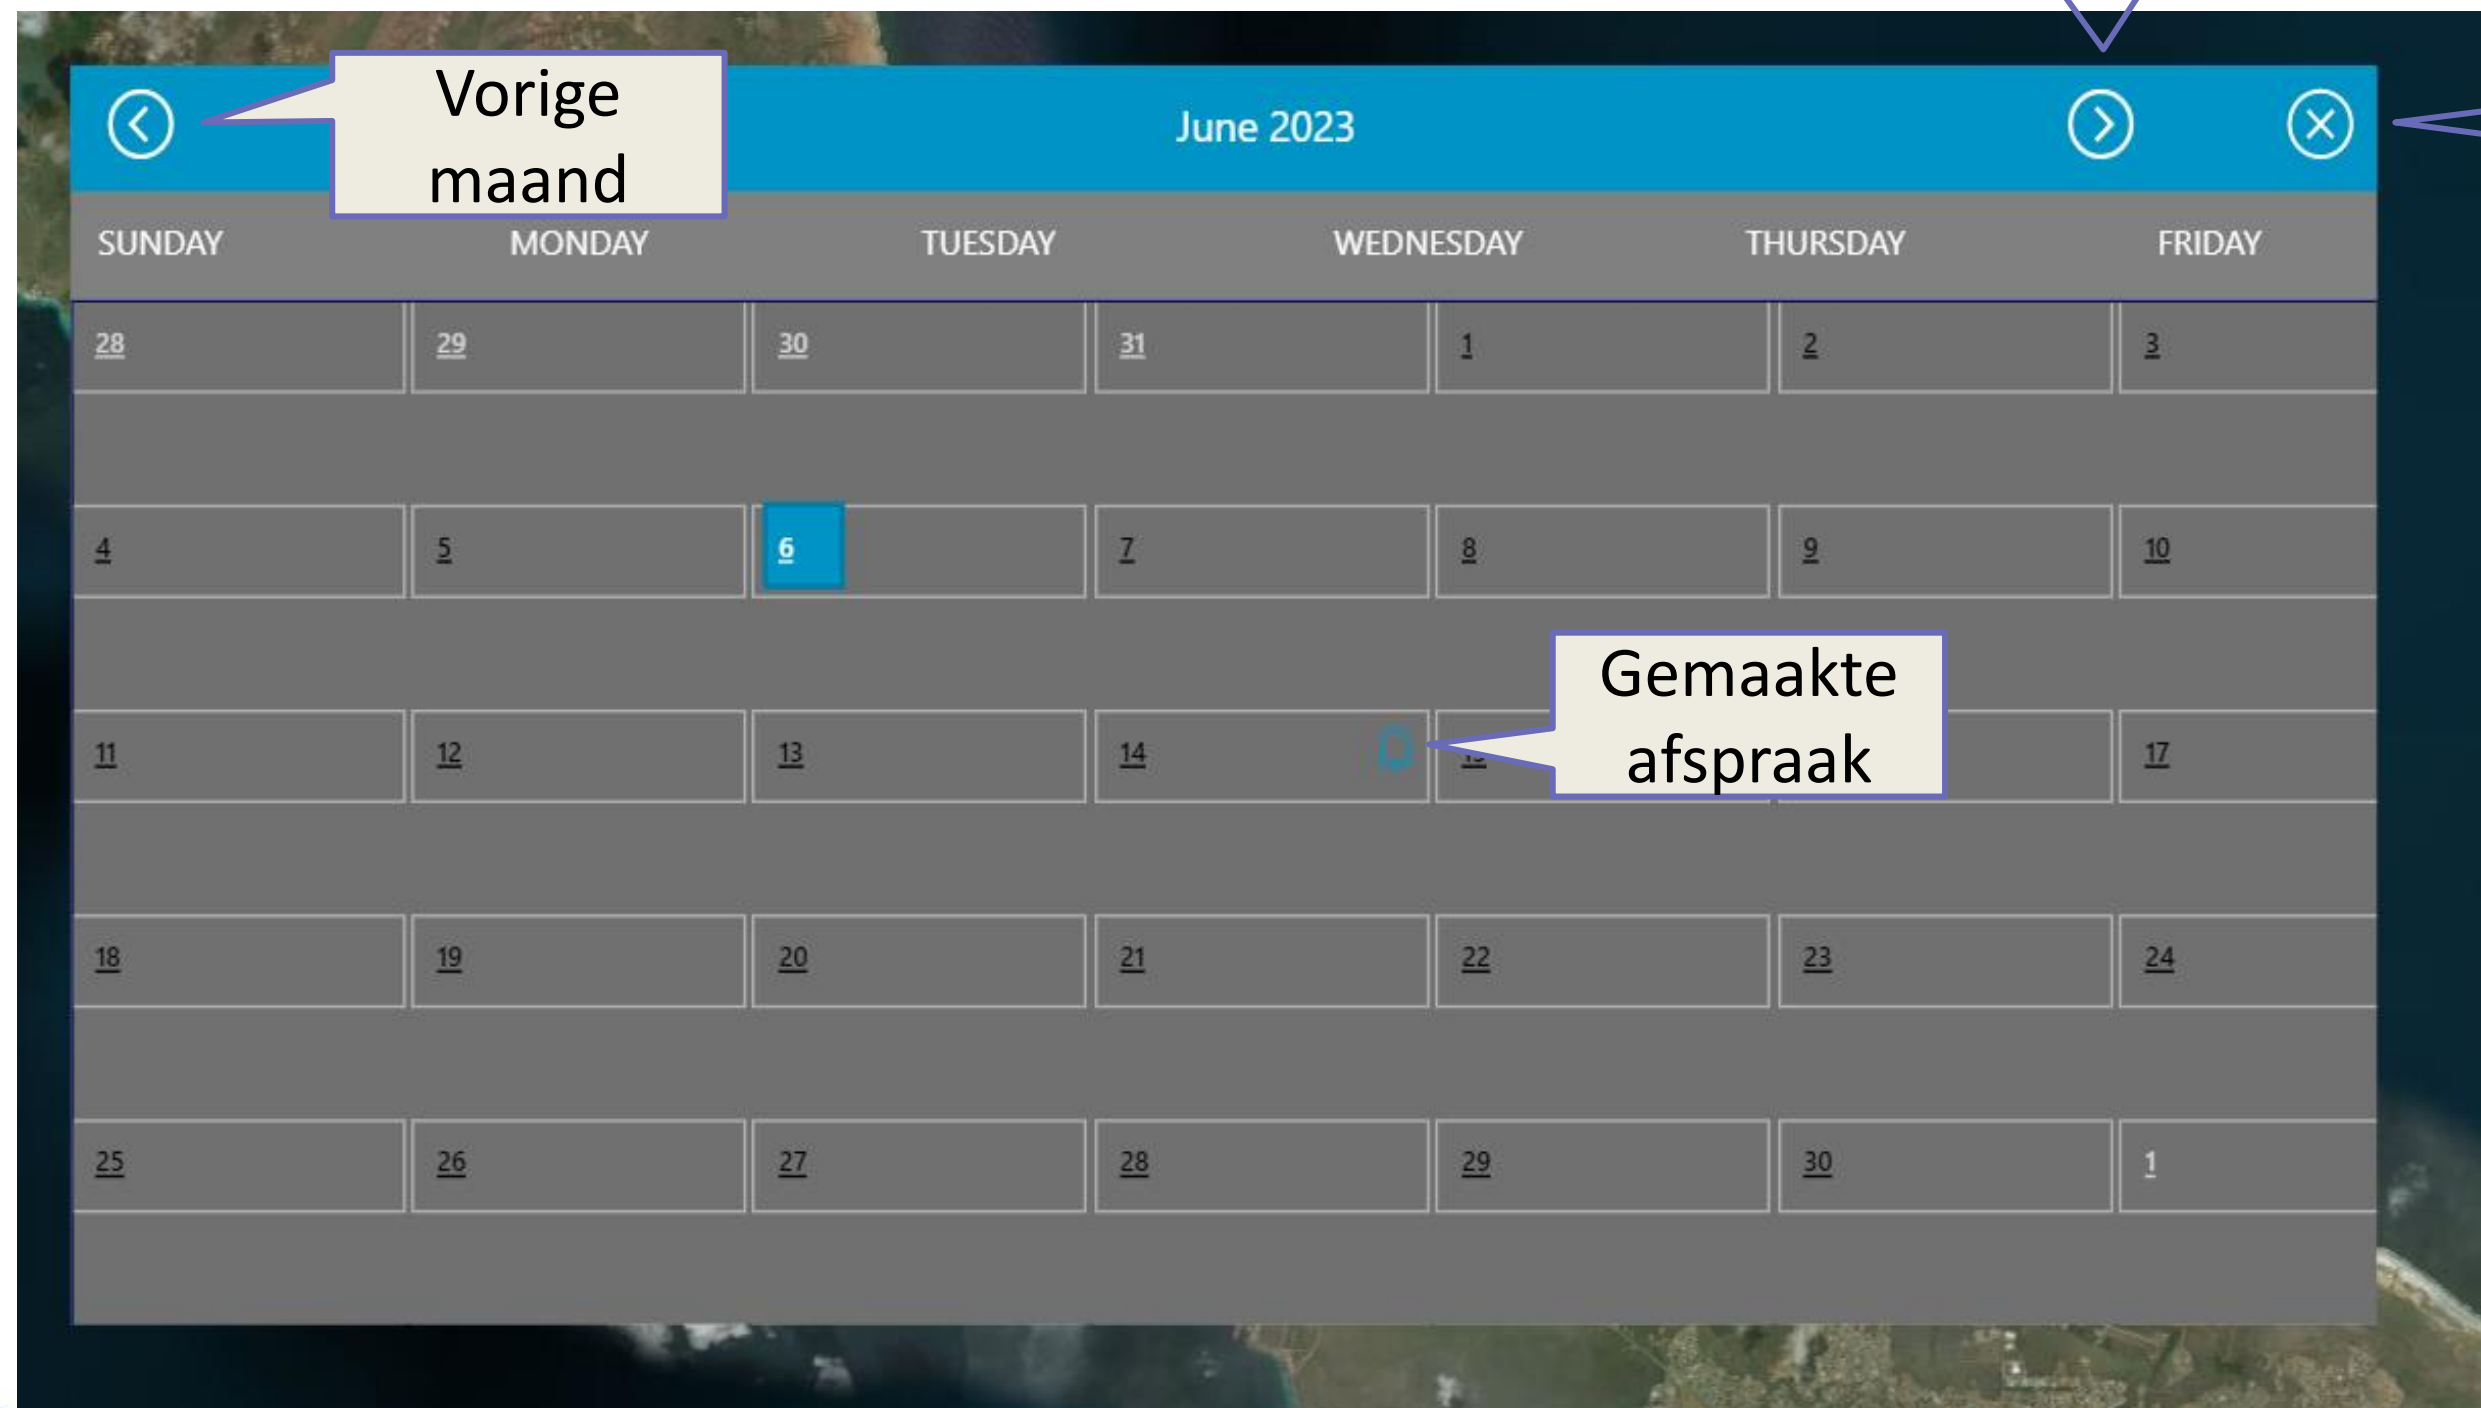 Vorige
maand
June 2023
SUNDAY MONDAY TUESDAY WEDNESDAY THURSDAY FRIDAY
28 29 30 31 1 2 3
4 5 6 7 8 9 10
Gemaakte
afspraak
11 12 13 14 17
18 19 20 21 22 23 24
25 26 27 28 29 30 1